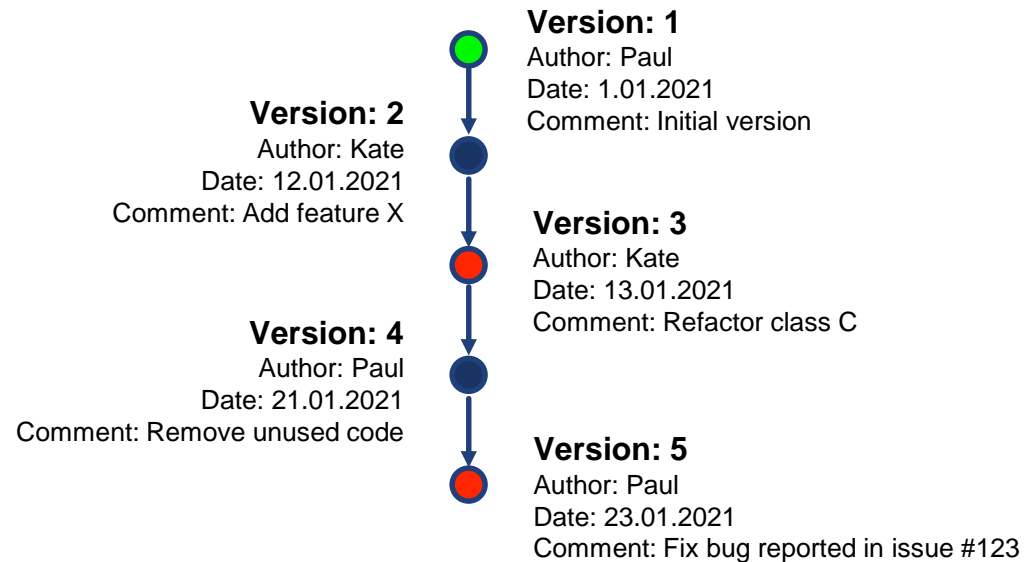 Version: 1
Author: Paul
Date: 1.01.2021
Comment: Initial version
Version: 2
Author: Kate
Date: 12.01.2021
Comment: Add feature X
Version: 3
Author: Kate
Date: 13.01.2021
Comment: Refactor class C
Version: 4
Author: Paul
Date: 21.01.2021
Comment: Remove unused code
Version: 5
Author: Paul
Date: 23.01.2021
Comment: Fix bug reported in issue #123